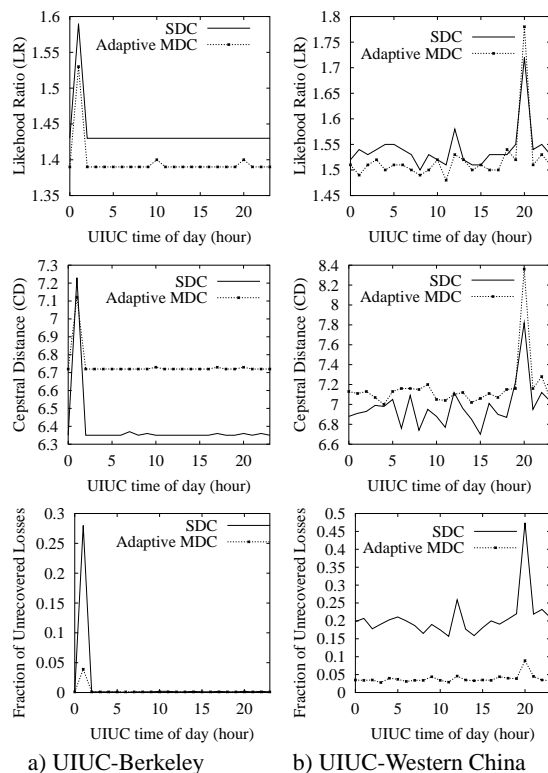 1.6
1.55
1.5
1.45
1.4
1.35
Likehood Ratio (LR)
SDC
Adaptive MDC
0 5 10 15 20
UIUC time of day (hour)
1.8
1.75
1.7
1.65
1.6
1.55
1.5
1.45
Likehood Ratio (LR)
SDC
Adaptive MDC
0 5 10 15 20
UIUC time of day (hour)
7.3
7.2
7.1
7
6.9
6.8
6.7
6.6
6.5
6.4
6.3
Cepstral Distance (CD)
SDC
Adaptive MDC
0 5 10 15 20
UIUC time of day (hour)
8.4
8.2
8
7.8
7.6
7.4
7.2
7
6.8
6.6
Cepstral Distance (CD)
SDC
Adaptive MDC
0 5 10 15 20
UIUC time of day (hour)
0.3
0.25
0.2
0.15
0.1
0.05
0
Fraction of Unrecovered Losses
SDC
Adaptive MDC
0 5 10 15 20
UIUC time of day (hour)
0.5
0.45
0.4
0.35
0.3
0.25
0.2
0.15
0.1
0.05
0
Fraction of Unrecovered Losses
SDC
Adaptive MDC
0 5 10 15 20
UIUC time of day (hour)
a) UIUC-Berkeley
b) UIUC-Western China